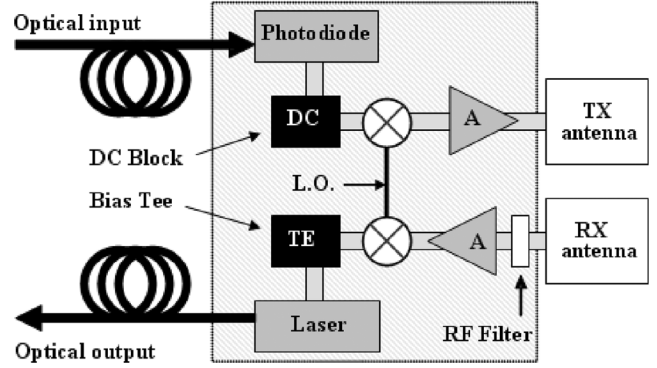 Optical input
Photodiode
DC
A
TX
antenna
DC Block
L.O.
Bias Tee
TE
A
RX
antenna
Laser
RF Filter
Optical output